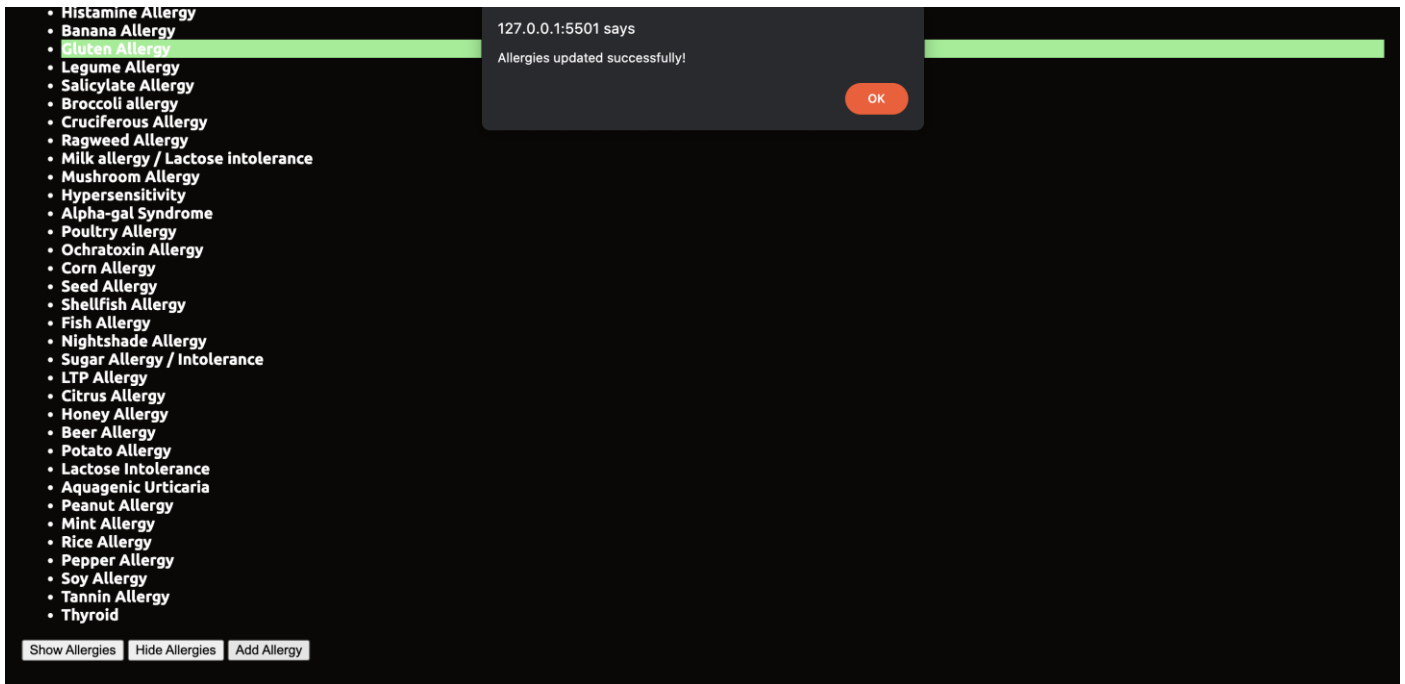 Histamine Allergy
Banana Allergy
Gluten Allergy
Legume Allergy
Salicylate Allergy
Broccoli allergy
Cruciferous Allergy
Ragweed Allergy
Milk allergy / Lactose intolerance
Mushroom Allergy
Hypersensitivity
Alpha-gal Syndrome
Poultry Allergy
Ochratoxin Allergy
Corn Allergy
Seed Allergy
Shellfish Allergy
Fish Allergy
Nightshade Allergy
Sugar Allergy / Intolerance
LTP Allergy
Citrus Allergy
Honey Allergy
Beer Allergy
Potato Allergy
Lactose Intolerance
Aquagenic Urticaria
Peanut Allergy
Mint Allergy
Rice Allergy
Pepper Allergy
Soy Allergy
Tannin Allergy
Thyroid
Show Allergies Hide Allergies Add Allergy
127.0.0.1:5501 says
Allergies updated successfully!
OK